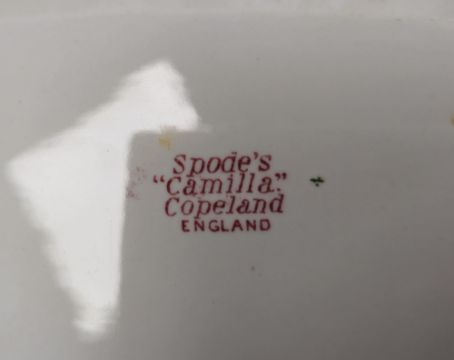 Spode's
"Camilla".
Copeland
ENGLAND